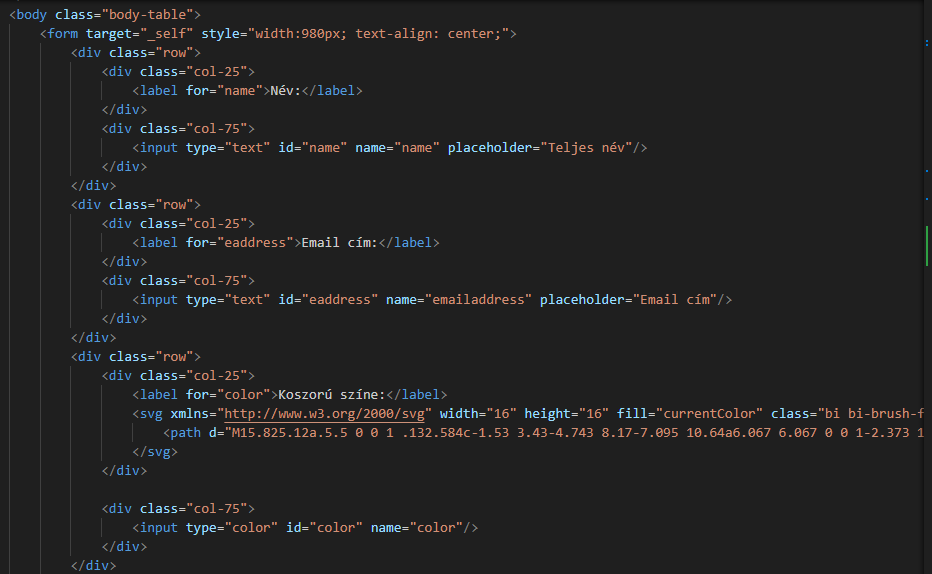 <body class="body-table">
<form target="_self" style="width:980px; text-align: center;">
<div class="row">
<div class="col-25">
<label for="name">Név:</label>
</div>
<div class="col-75">
<input type="text" id="name" name="name" placeholder="Teljes név"/>
</div>
</div>
<div class="row">
<div class="col-25">
<label for="eaddress">Email cím:</label>
</div>
<div class="col-75">
<input type="text" id="eaddress" name="emailaddress" placeholder="Email cím"/>
</div>
</div>
<div class="row">
<div class="col-25">
<label for="color">Koszorú színe:</label>
<svg xmlns="http://www.w3.org/2000/svg" width="16" height="16" fill="currentColor" class="bi bi-brush-f
<path d="M15.825.12a.5.5 0 0 1 .132.584c-1.53 3.43-4.743 8.17-7.095 10.64a6.067 6.067 0 0 1-2.373 1
</svg>
</div>
<div class="col-75">
<input type="color" id="color" name="color"/>
</div>
</div>